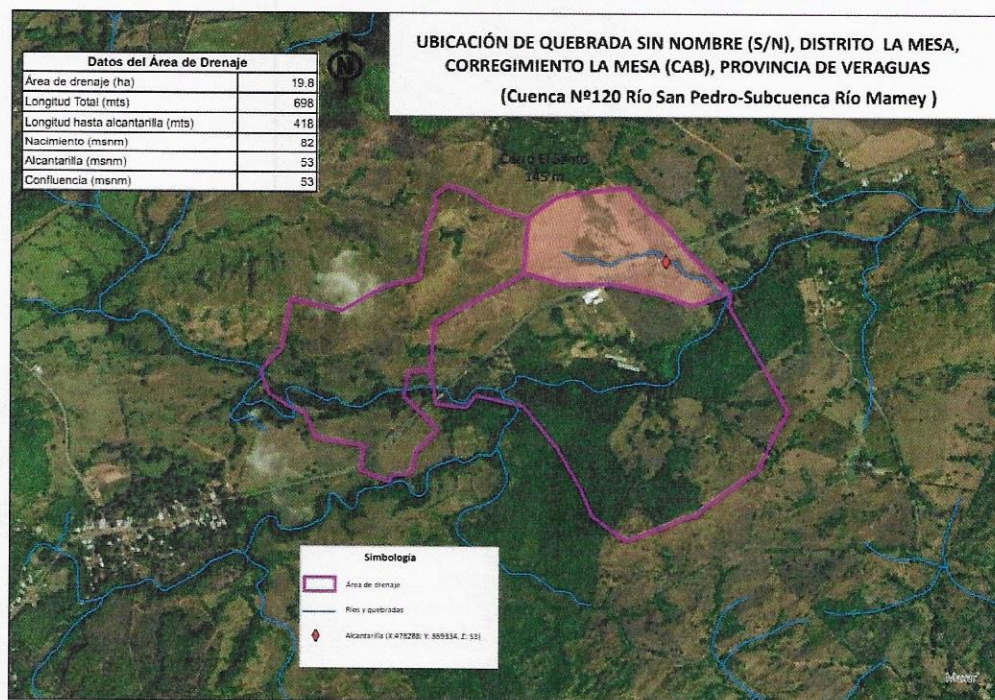 UBICACIÓN DE QUEBRADA SIN NOMBRE (S/N), DISTRITO LA MESA,
CORREGIMIENTO LA MESA (CAB), PROVINCIA DE VERAGUAS
(Cuenca Nº120 Río San Pedro-Subcuenca Río Mamey )
Datos del Área de Drenaje
Área de drenaje (ha) 19.8
Longitud Total (mts) 698
Longitud hasta alcantarilla (mts) 418
Nacimiento (msnm) 82
Alcantarilla (msnm) 53
Confluencia (msnm) 53
N
Cerro El Santo
145 m
Simbología
Área de drenaje
Ríos y quebradas
Alcantarilla (X:478288; Y: 889334, Z: 53)